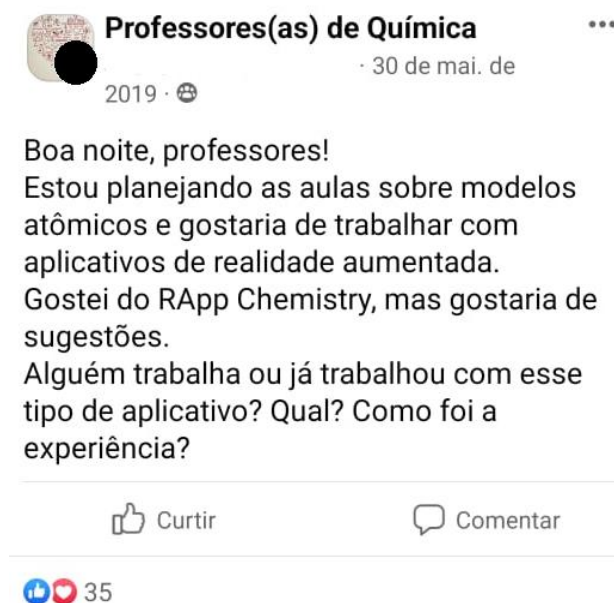 Professores(as) de Química
· 30 de mai. de
2019 ·
Boa noite, professores!
Estou planejando as aulas sobre modelos
atômicos e gostaria de trabalhar com
aplicativos de realidade aumentada.
Gostei do RApp Chemistry, mas gostaria de
sugestões.
Alguém trabalha ou já trabalhou com esse
tipo de aplicativo? Qual? Como foi a
experiência?
Curtir Comentar
35